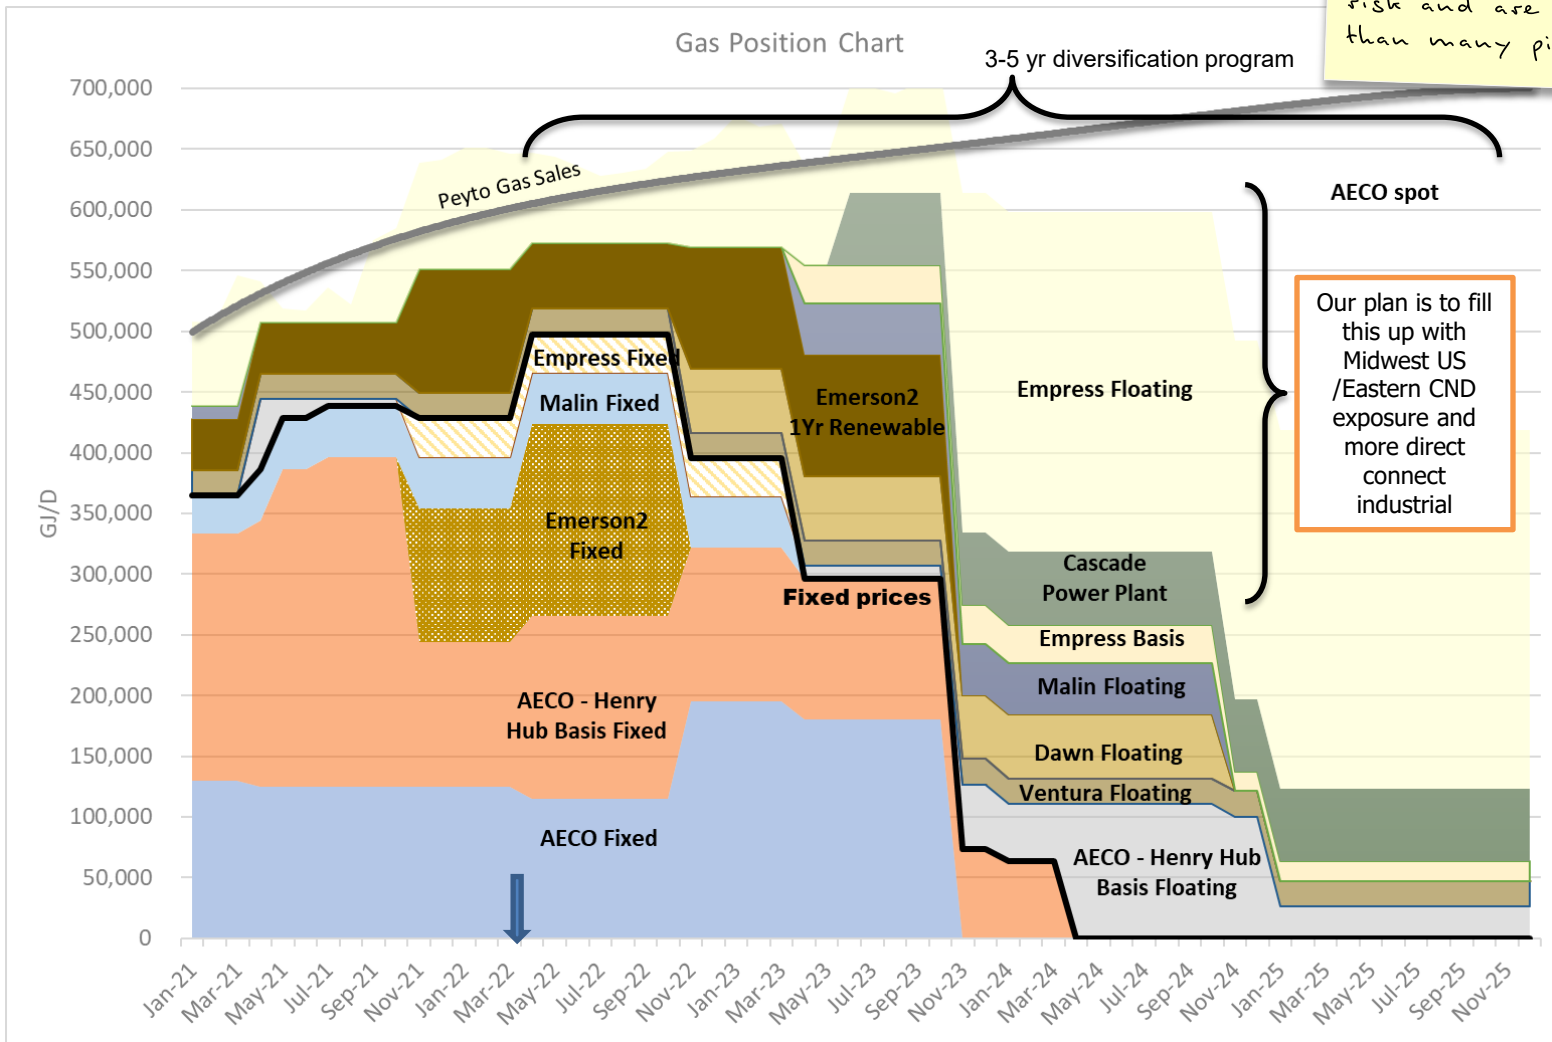 risk and are
than many
Gas Position Chart
3-5 yr diversification program
700,000
650,000
600,000
550,000
500,000
450,000
400,000
350,000
300,000
250,000
200,000
150,000
100,000
50,000
0
GJ/D
Peyto Gas Sales
AECO spot
Our plan is to fill
this up with
Midwest US
/Eastern CND
exposure and
more direct
connect
industrial
Empress Fixed
Malin Fixed
Emerson2
Fixed
AECO - Henry
Hub Basis Fixed
AECO Fixed
Emerson2
1Yr Renewable
Fixed prices
Empress Floating
Cascade
Power Plant
Empress Basis
Malin Floating
Dawn Floating
Ventura Floating
AECO - Henry Hub
Basis Floating
Jan-21
Mar-21
May-21
Jul-21
Sep-21
Nov-21
Jan-22
Mar-22
May-22
Jul-22
Sep-22
Nov-22
Jan-23
Mar-23
May-23
Jul-23
Sep-23
Nov-23
Jan-24
Mar-24
May-24
Jul-24
Sep-24
Nov-24
Jan-25
Mar-25
May-25
Jul-25
Sep-25
Nov-25